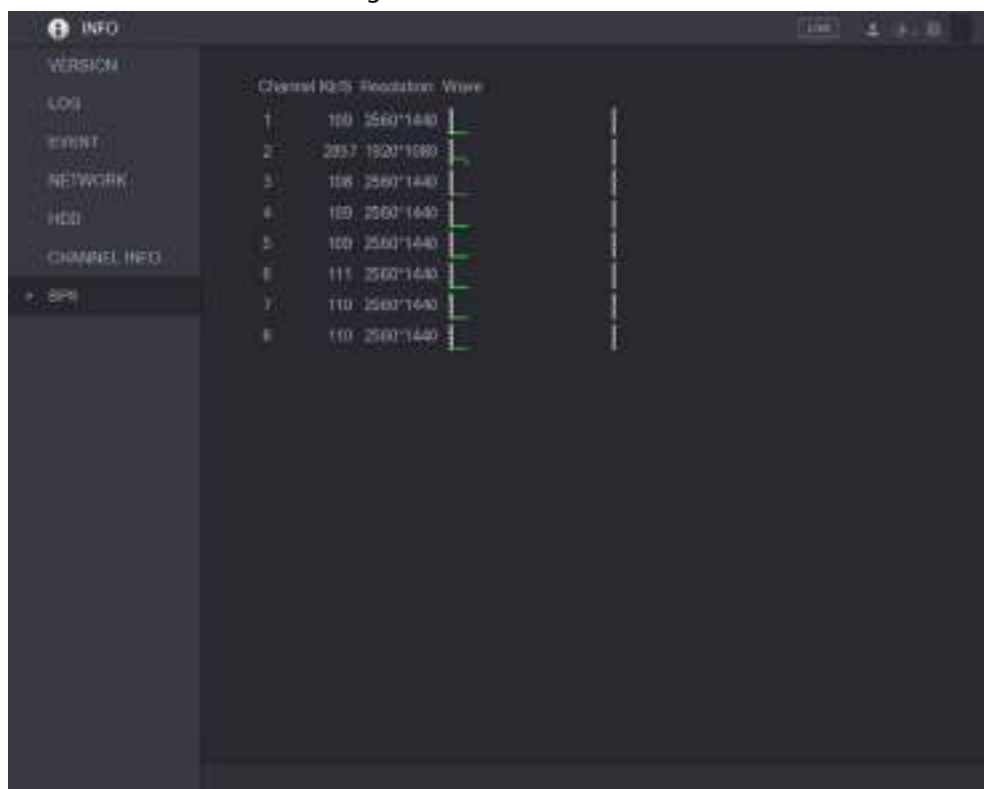 INFO
LIVE
VERSION
LOG
EVENT
NETWORK
HDD
CHANNEL INFO
BPS
Channel Kb/S Resolution Wave
1 109 2560*1440
2 2857 1920*1080
3 108 2560*1440
4 109 2560*1440
5 109 2560*1440
6 111 2560*1440
7 110 2560*1440
8 110 2560*1440